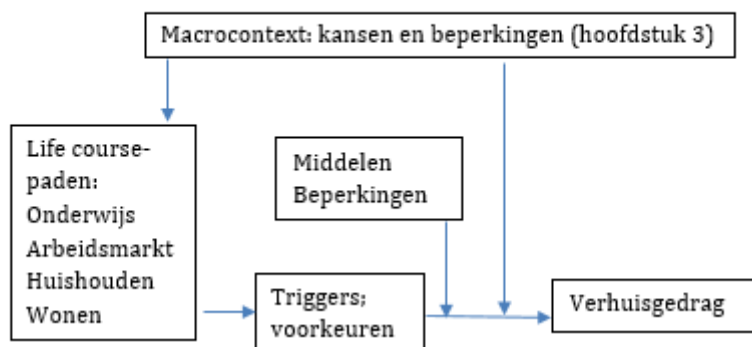 Macrocontext: kansen en beperkingen (hoofdstuk 3)
Life course-
paden:
Onderwijs
Arbeidsmarkt
Huishouden
Wonen
Middelen
Beperkingen
Triggers;
voorkeuren
Verhuisgedrag